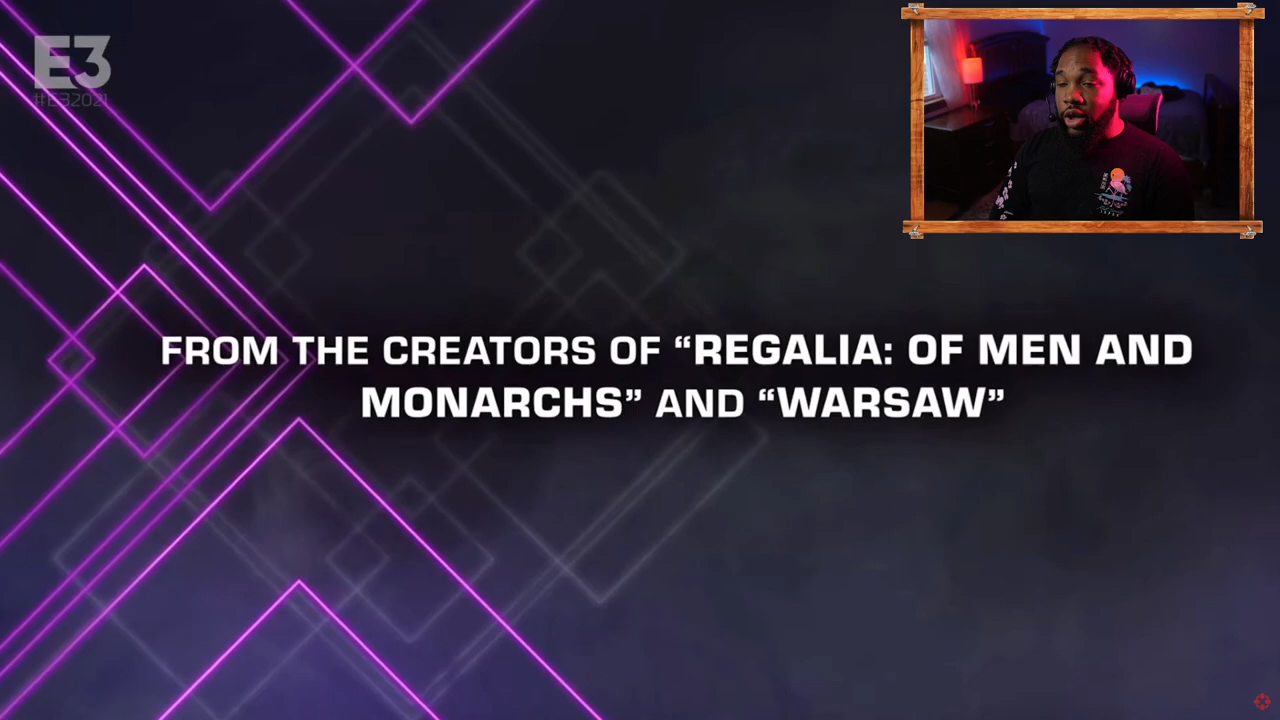 E3
#E32021
FROM THE CREATORS OF “REGALIA: OF MEN AND
MONARCHS” AND “WARSAW”